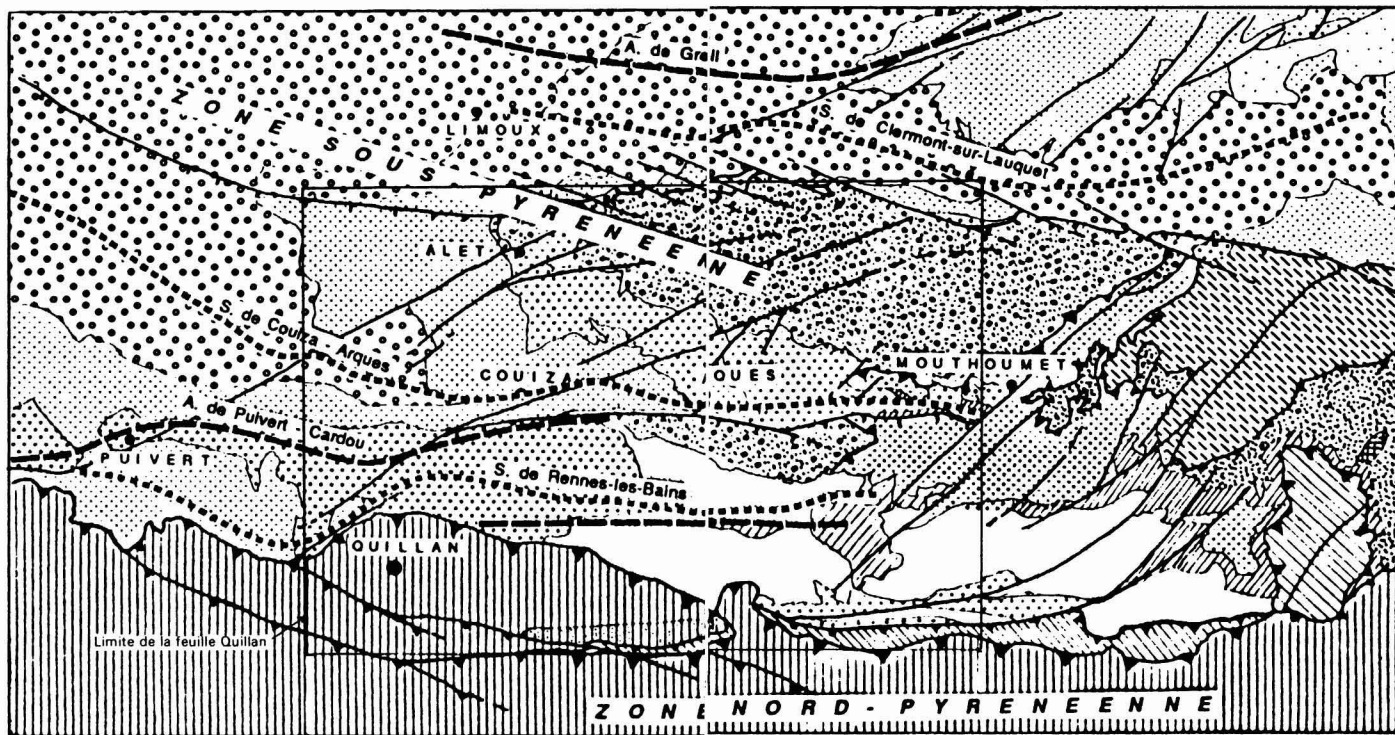 A. de Greil
ZONE SOUS PYRENEENNE
LIMOUX
S. de Clermont-sur-Lauquet
ALET
S. de Couiza - Arques
COUIZA
QUES
MOUTHOUMET
A. de Puivert Cardou
PUIVERT
S. de Rennes-les-Bains
QUILLAN
Limite de la feuille Quillan
ZONE NORD-PYRENEENNE